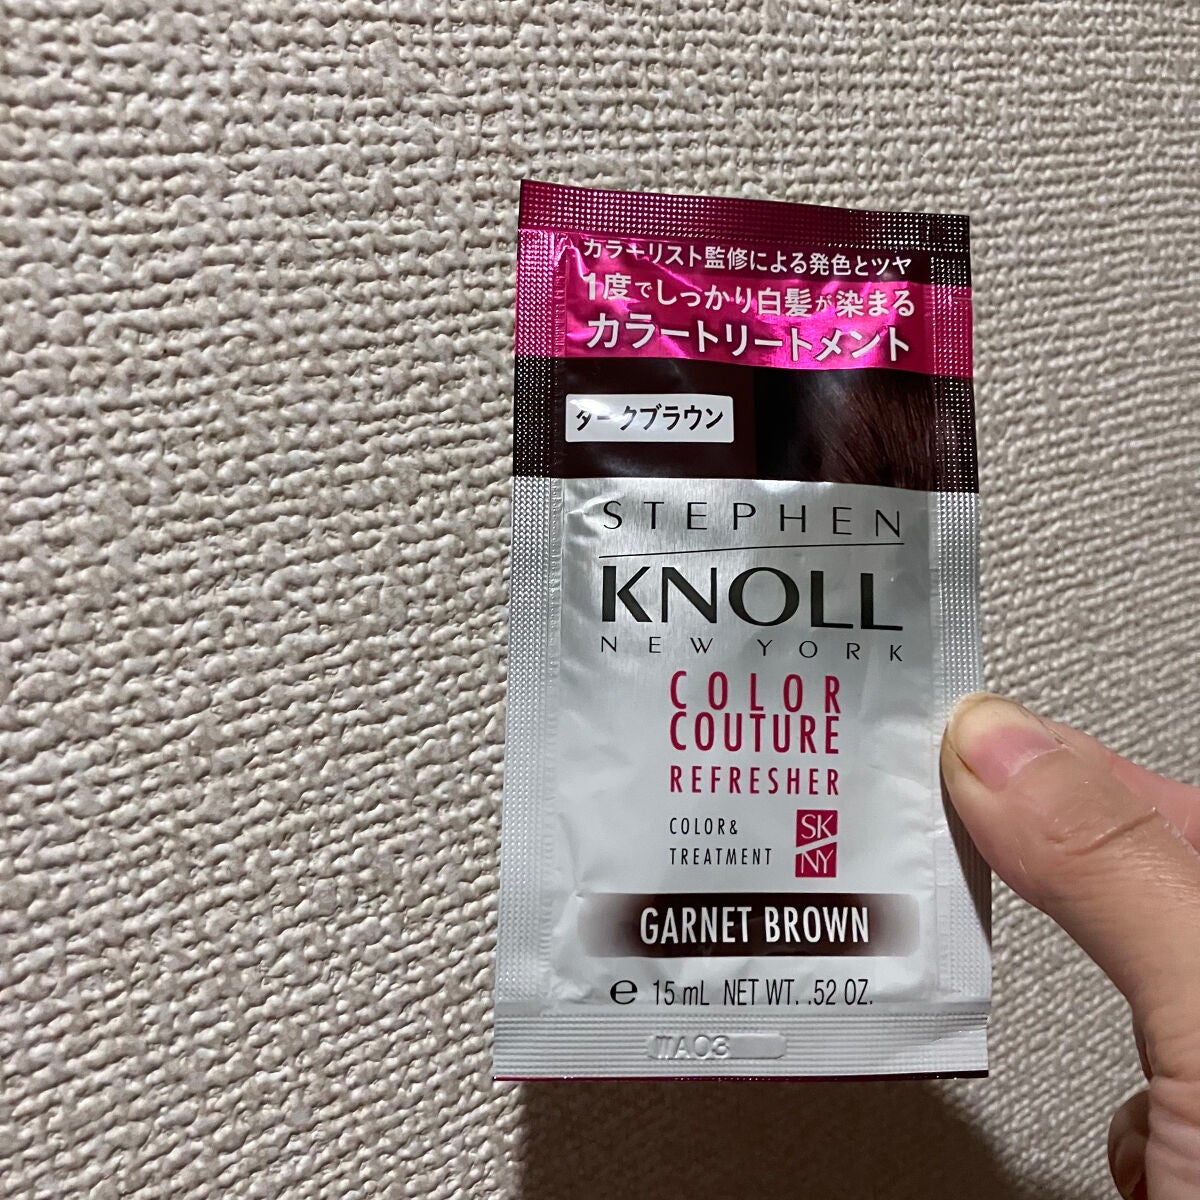 カラーリスト監修による発色とツヤ
1度でしっかり白髪が染まる
カラートリートメント
ダークブラウン
STEPHEN
KNOLL
NEW YORK
COLOR
COUTURE
REFRESHER
COLOR&
TREATMENT
SK
NY
GARNET BROWN
e 15 mL NET WT. .52 OZ.